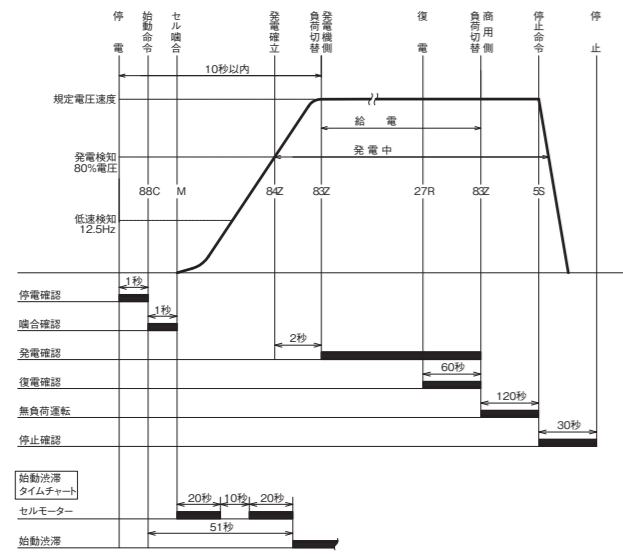 停電
始動命令
セル噛合
発電確立
発電機側
負荷切替
復電
商用側
負荷切替
停止命令
停止
10秒以内
規定電圧速度
給 電
発電検知
80%電圧
発電中
88C
M
84Z
83Z
27R
83Z
5S
低速検知
12.5Hz
停電確認
1秒
噛合確認
1秒
発電確認
2秒
復電確認
60秒
無負荷運転
120秒
停止確認
30秒
始動渋滞
タイムチャート
セルモーター
20秒
10秒
20秒
51秒
始動渋滞